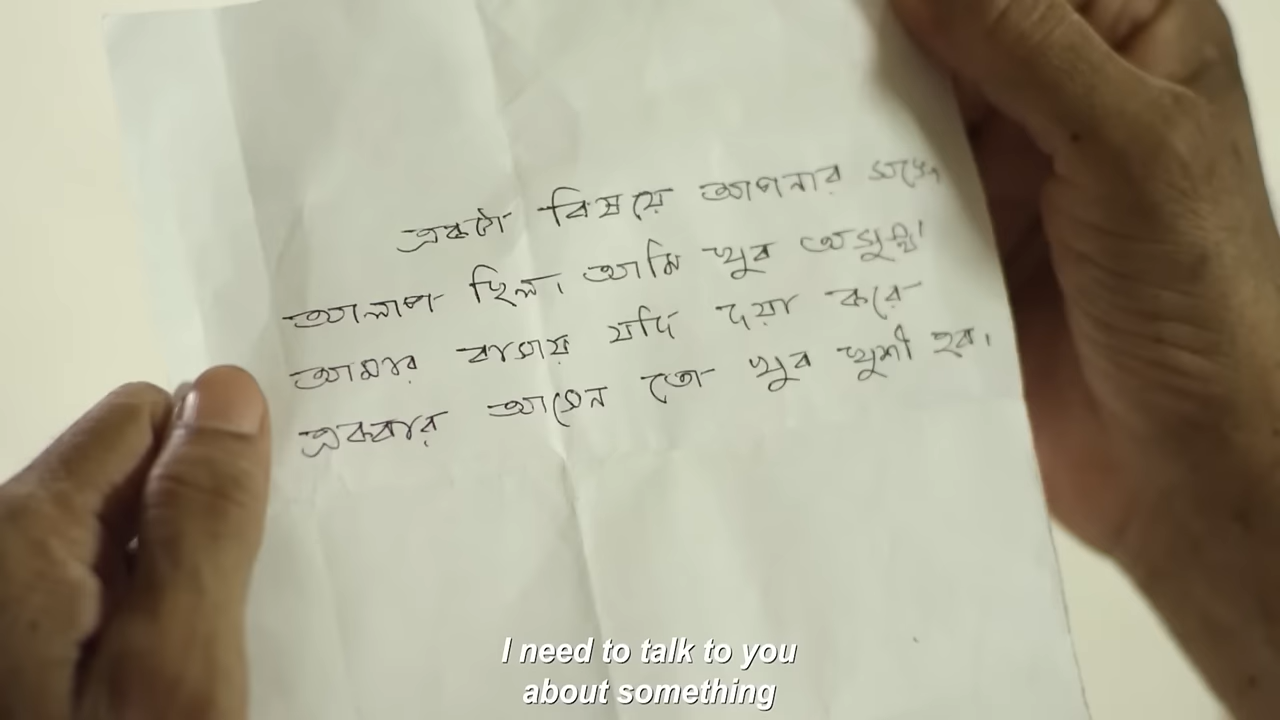 একটা বিষয়ে আপনার সঙ্গে
আলাপ ছিল। আমি খুব অসুস্থ।
আমার বাসায় যদি দয়া করে
একবার আসেন তো খুব খুশী হব।
I need to talk to you
about something